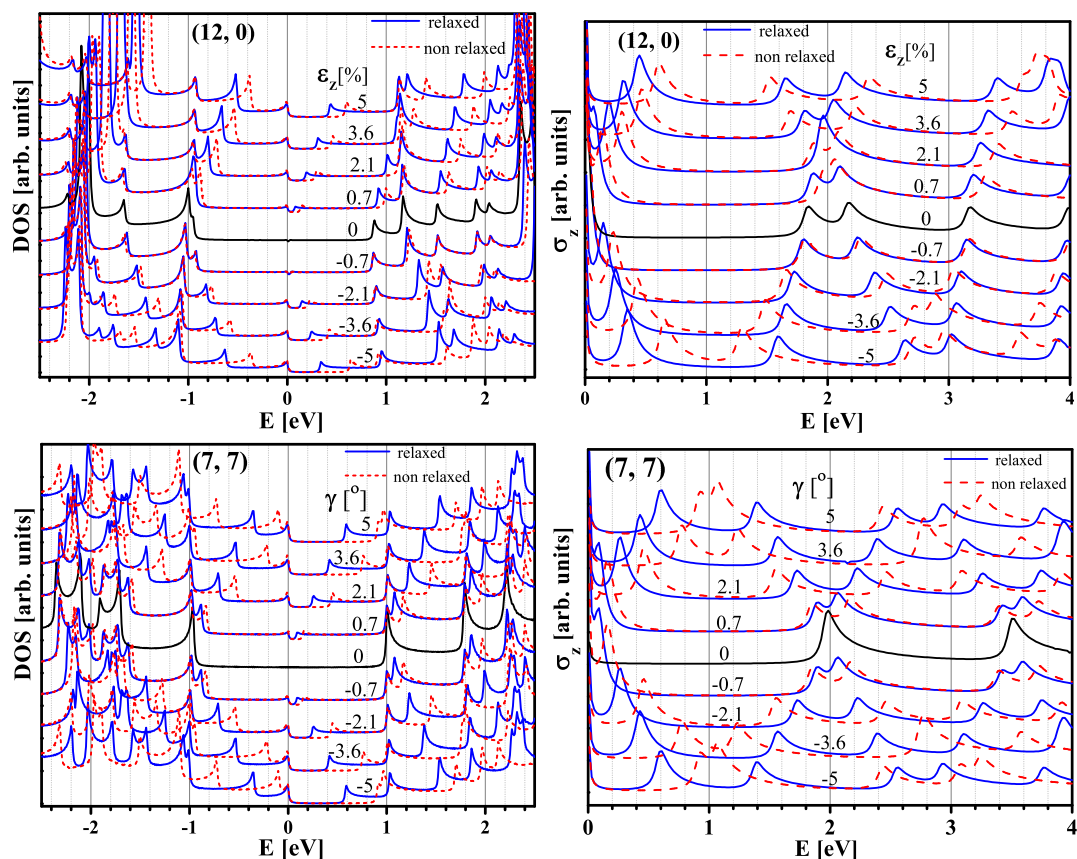 (12, 0)
relaxed
non relaxed
εz[%]
5
3.6
2.1
0.7
0
-0.7
-2.1
-3.6
-5
DOS [arb. units]
-2 -1 0 1 2
E [eV]
(12, 0)
relaxed
non relaxed
εz[%]
5
3.6
2.1
0.7
0
-0.7
-2.1
-3.6
-5
σz [arb. units]
0 1 2 3 4
E [eV]
(7, 7)
relaxed
non relaxed
γ [°]
5
3.6
2.1
0.7
0
-0.7
-2.1
-3.6
-5
DOS [arb. units]
-2 -1 0 1 2
E [eV]
(7, 7)
relaxed
non relaxed
γ [°]
5
3.6
2.1
0.7
0
-0.7
-2.1
-3.6
-5
σz [arb. units]
0 1 2 3 4
E [eV]